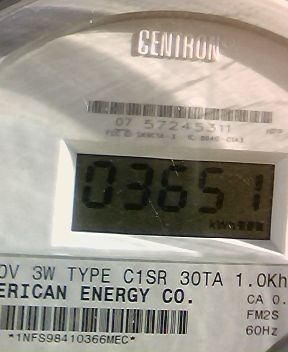 CENTRON
07 57245311
03651
kWh
0V 3W TYPE C1SR 30TA 1.0Kh
ERICAN ENERGY CO.
CA 0.
FM2S
60Hz
*1NFS98410366MEC*